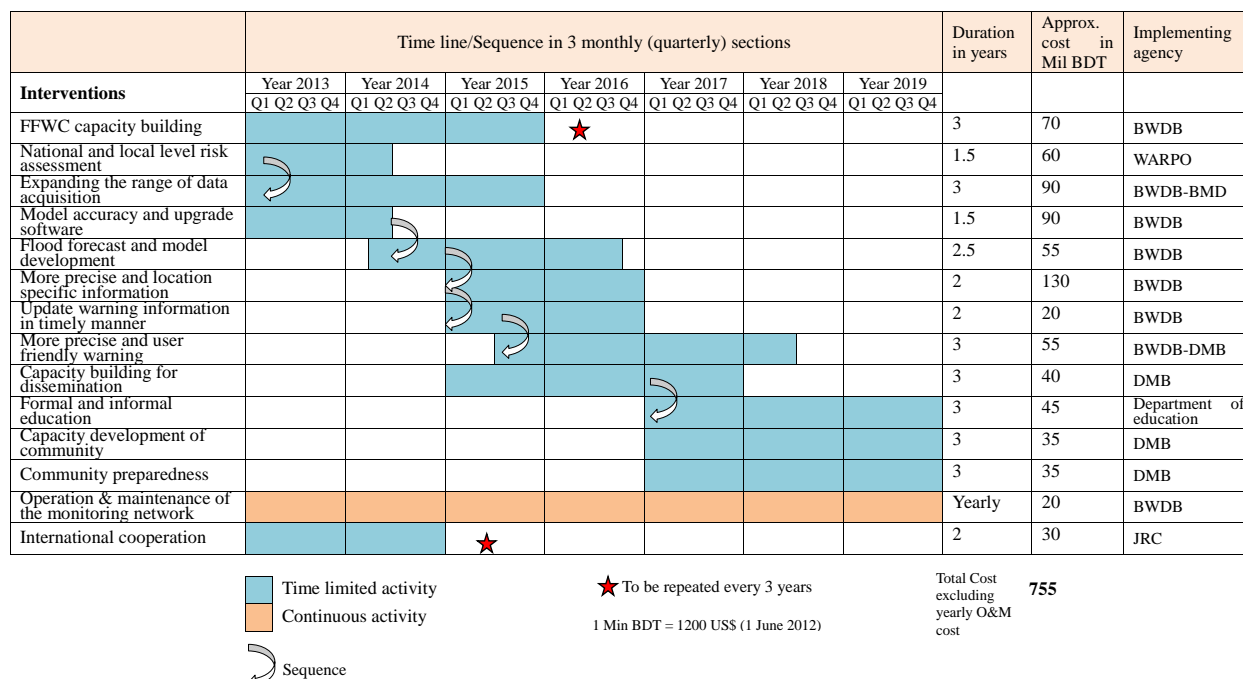 Time line/Sequence in 3 monthly (quarterly) sections
Duration
in years
Approx.
cost in
Mil BDT
Implementing
agency
Interventions
Year 2013 Year 2014 Year 2015 Year 2016 Year 2017 Year 2018 Year 2019
Q1 Q2 Q3 Q4 Q1 Q2 Q3 Q4 Q1 Q2 Q3 Q4 Q1 Q2 Q3 Q4 Q1 Q2 Q3 Q4 Q1 Q2 Q3 Q4 Q1 Q2 Q3 Q4
FFWC capacity building 3 70 BWDB
National and local level risk
assessment 1.5 60 WARPO
Expanding the range of data
acquisition 3 90 BWDB-BMD
Model accuracy and upgrade
software 1.5 90 BWDB
Flood forecast and model
development 2.5 55 BWDB
More precise and location
specific information 2 130 BWDB
Update warning information
in timely manner 2 20 BWDB
More precise and user
friendly warning 3 55 BWDB-DMB
Capacity building for
dissemination 3 40 DMB
Formal and informal
education 3 45 Department of
education
Capacity development of
community 3 35 DMB
Community preparedness 3 35 DMB
Operation & maintenance of
the monitoring network Yearly 20 BWDB
International cooperation 2 30 JRC
Time limited activity
Continuous activity
Sequence
To be repeated every 3 years
1 Mln BDT = 1200 US$ (1 June 2012)
Total Cost
excluding
yearly O&M
cost
755